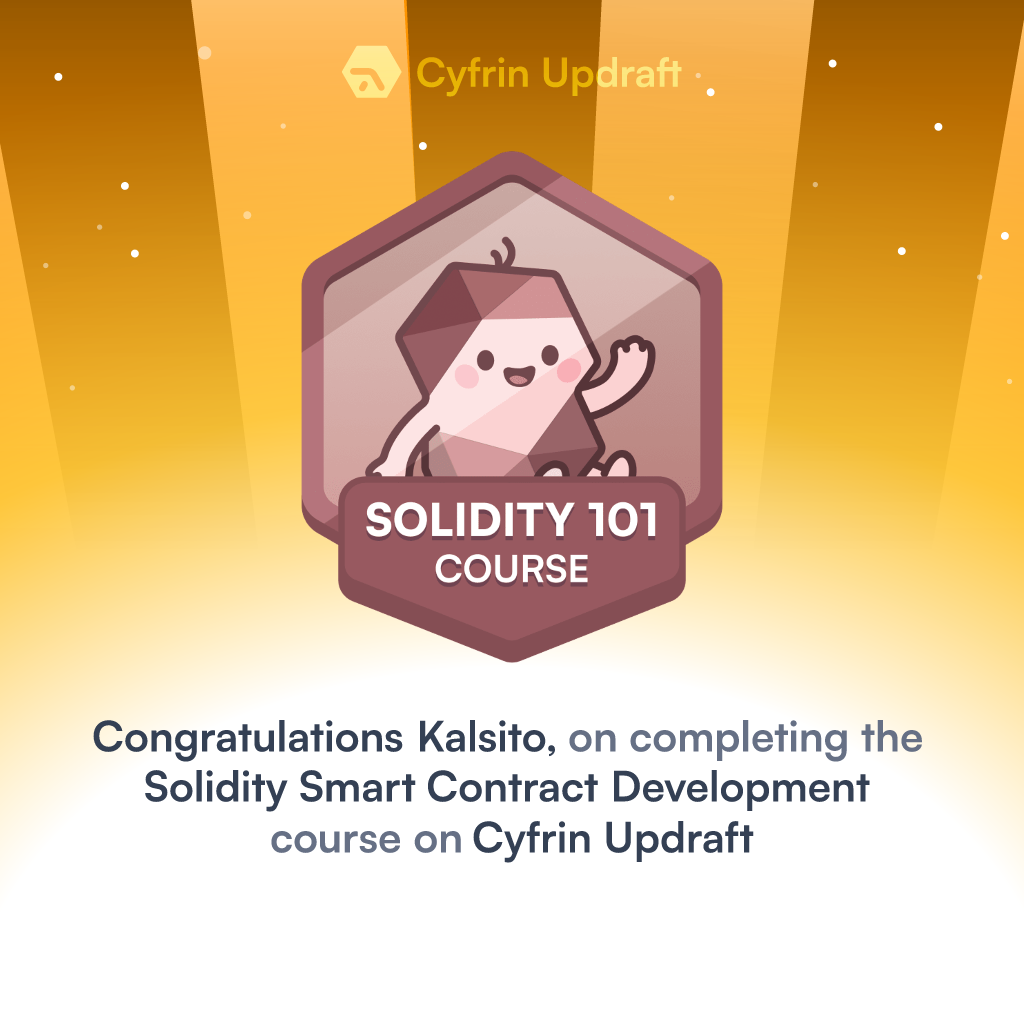 Cyfrin Updraft
SOLIDITY 101
COURSE
Congratulations Kalsito, on completing the
Solidity Smart Contract Development
course on Cyfrin Updraft